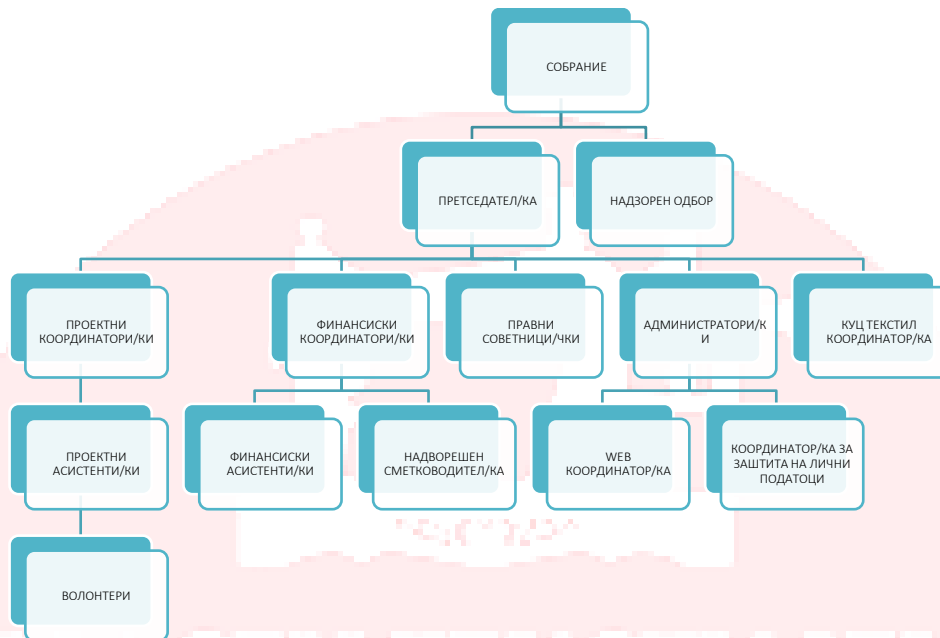 СОБРАНИЕ
ПРЕТСЕДАТЕЛ/КА
НАДЗОРЕН ОДБОР
ПРОЕКТНИ
КООРДИНАТОРИ/КИ
ФИНАНСИСКИ
КООРДИНАТОРИ/КИ
ПРАВНИ
СОВЕТНИЦИ/ЧКИ
АДМИНИСТРАТОРИ/К
И
КУЦ ТЕКСТИЛ
КООРДИНАТОР/КА
ПРОЕКТНИ
АСИСТЕНТИ/КИ
ФИНАНСИСКИ
АСИСТЕНТИ/КИ
НАДВОРЕШЕН
СМЕТКОВОДИТЕЛ/КА
WEB
КООРДИНАТОР/КА
КООРДИНАТОР/КА ЗА
ЗАШТИТА НА ЛИЧНИ
ПОДАТОЦИ
ВОЛОНТЕРИ